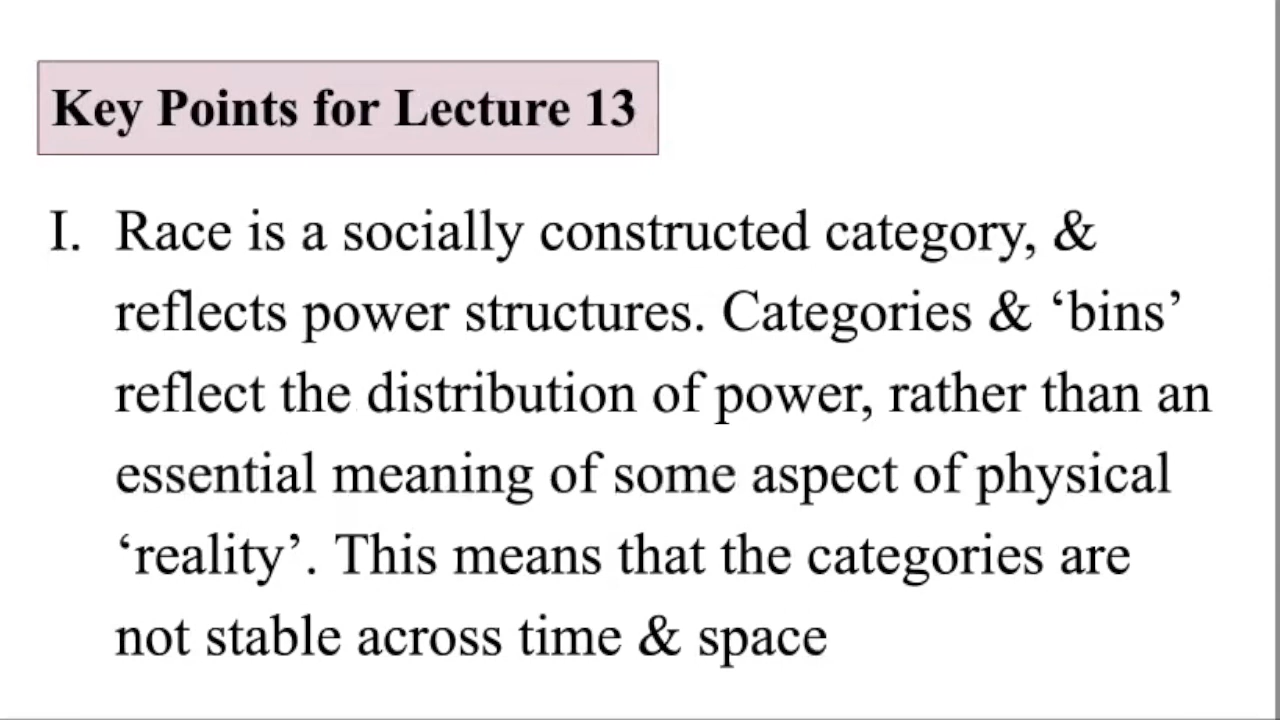 Key Points for Lecture 13
I. Race is a socially constructed category, &
reflects power structures. Categories & ‘bins’
reflect the distribution of power, rather than an
essential meaning of some aspect of physical
‘reality’. This means that the categories are
not stable across time & space